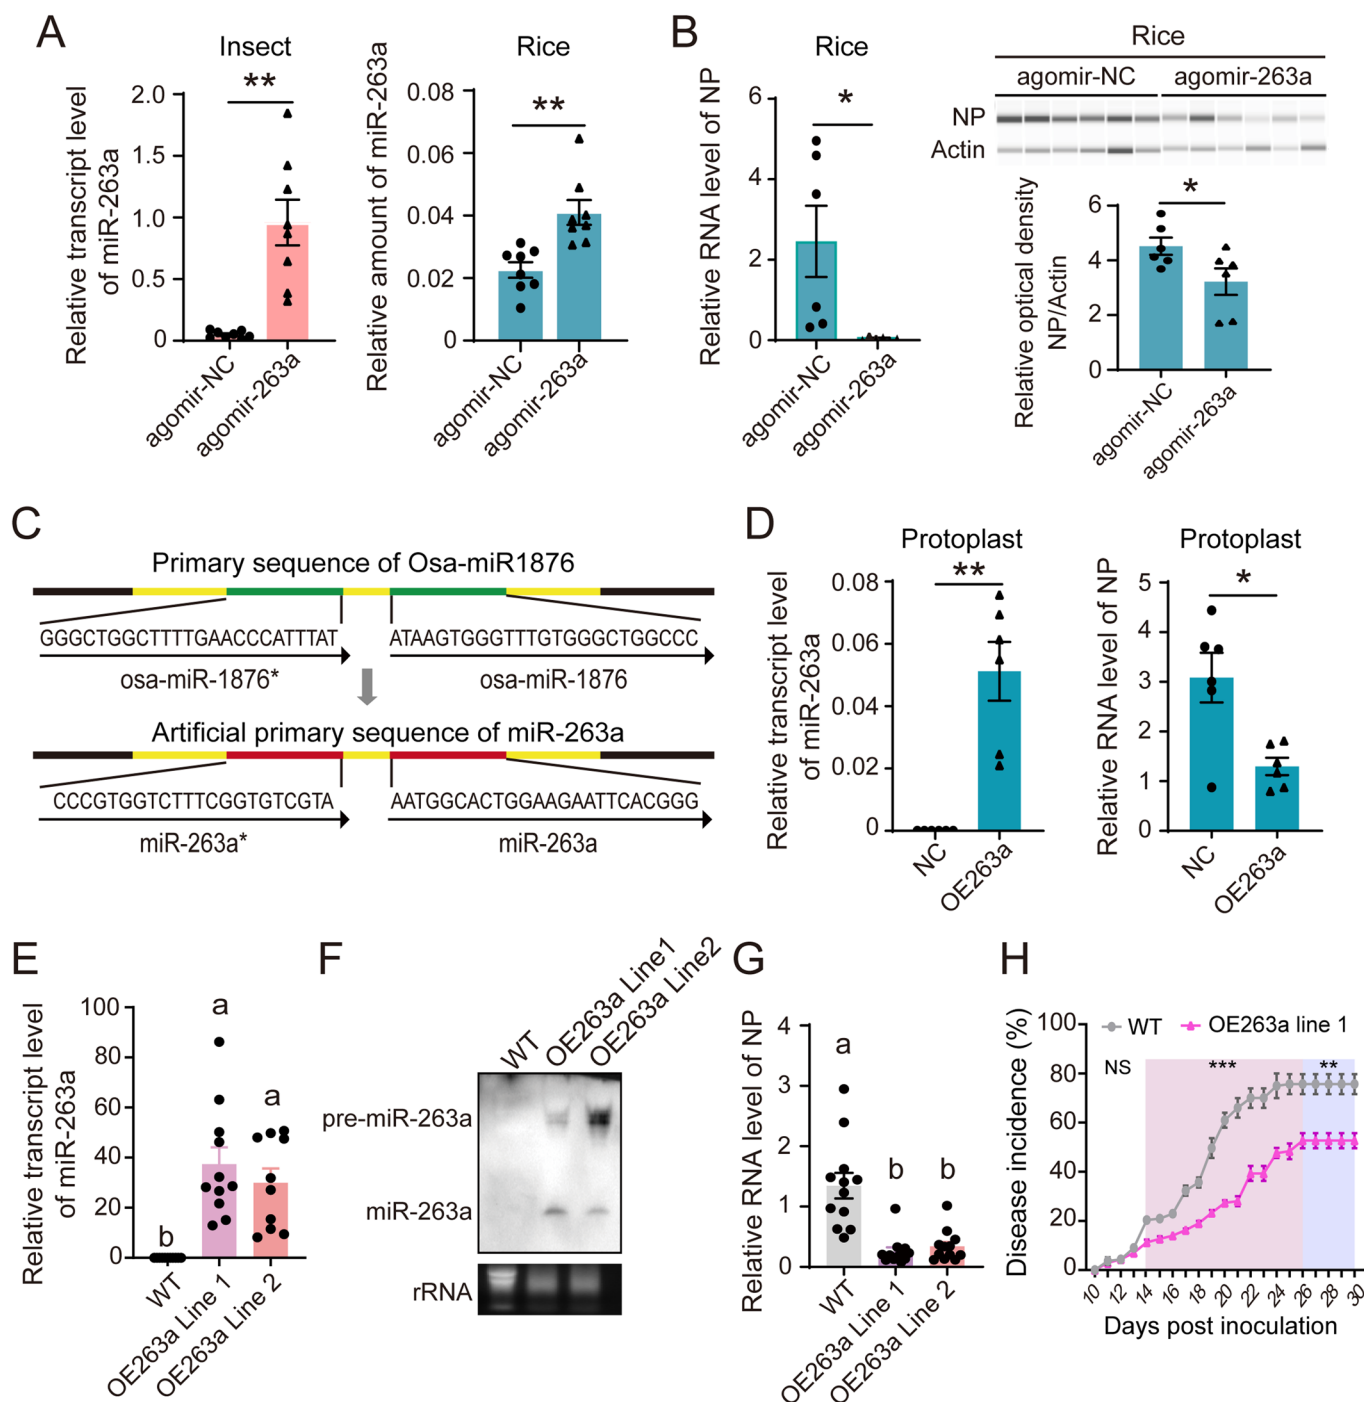 A
Insect
**
Relative transcript level
of miR-263a
2.0
1.5
1.0
0.5
0
agomir-NC
agomir-263a
Rice
**
Relative amount of miR-263a
0.08
0.06
0.04
0.02
0
agomir-NC
agomir-263a
B
Rice
*
Relative RNA level of NP
6
4
2
0
agomir-NC
agomir-263a
Rice
agomir-NC
agomir-263a
NP
Actin
*
Relative optical density
NP/Actin
6
4
2
0
agomir-NC
agomir-263a
C
Primary sequence of Osa-miR1876
GGGCTGGCTTTTGAACCCATTTAT
ATAAGTGGGTTTGTGGGCTGGCCC
osa-miR-1876*
osa-miR-1876
Artificial primary sequence of miR-263a
CCCGTGGTCTTTCGGTGTCGTA
AATGGCACTGGAAGAATTCACGGG
miR-263a*
miR-263a
D
Protoplast
**
Relative transcript level
of miR-263a
0.08
0.06
0.04
0.02
0
NC
OE263a
Protoplast
*
Relative RNA level of NP
5
4
3
2
1
0
NC
OE263a
E
Relative transcript level
of miR-263a
100
80
60
40
20
0
b
a
a
WT
OE263a Line 1
OE263a Line 2
F
WT
OE263a Line1
OE263a Line2
pre-miR-263a
miR-263a
rRNA
G
Relative RNA level of NP
4
3
2
1
0
a
b
b
WT
OE263a Line 1
OE263a Line 2
H
WT
OE263a line 1
Disease incidence (%)
100
80
60
40
20
0
NS
***
**
10
12
14
16
18
20
22
24
26
28
30
Days post inoculation